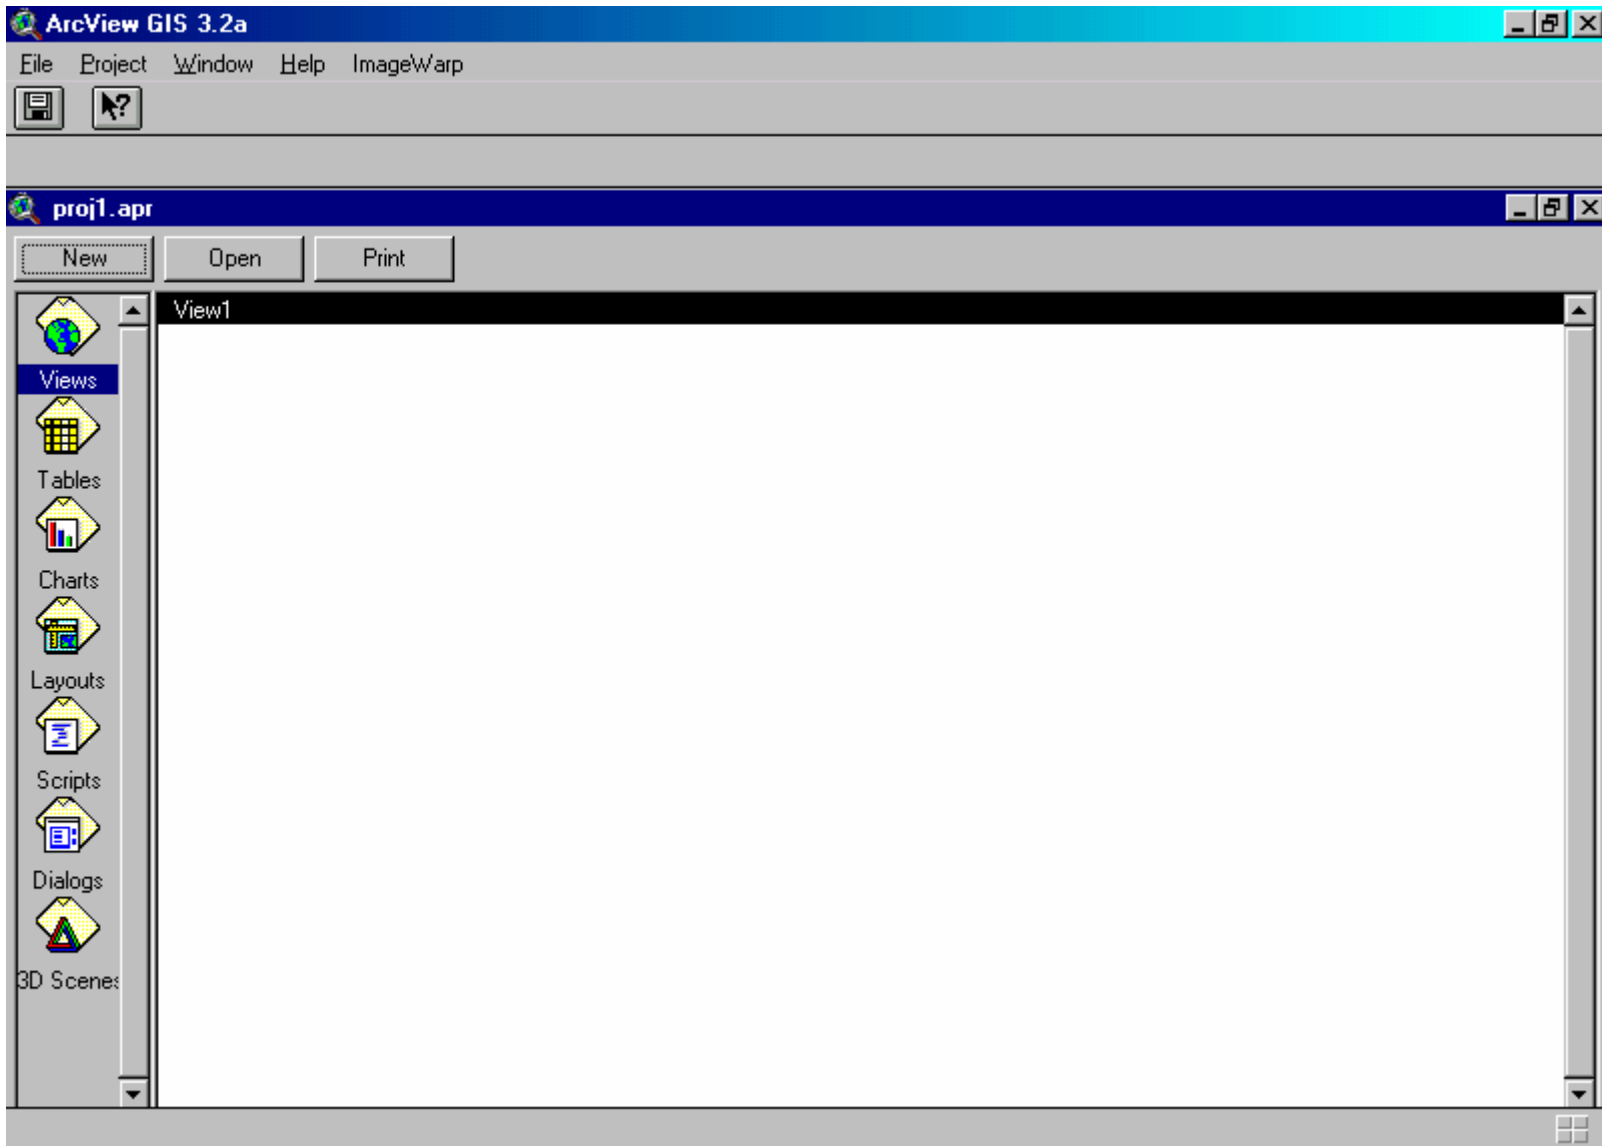 ArcView GIS 3.2a
File Project Window Help ImageWarp
proj1.apr
New Open Print
View1
Views
Tables
Charts
Layouts
Scripts
Dialogs
3D Scenes